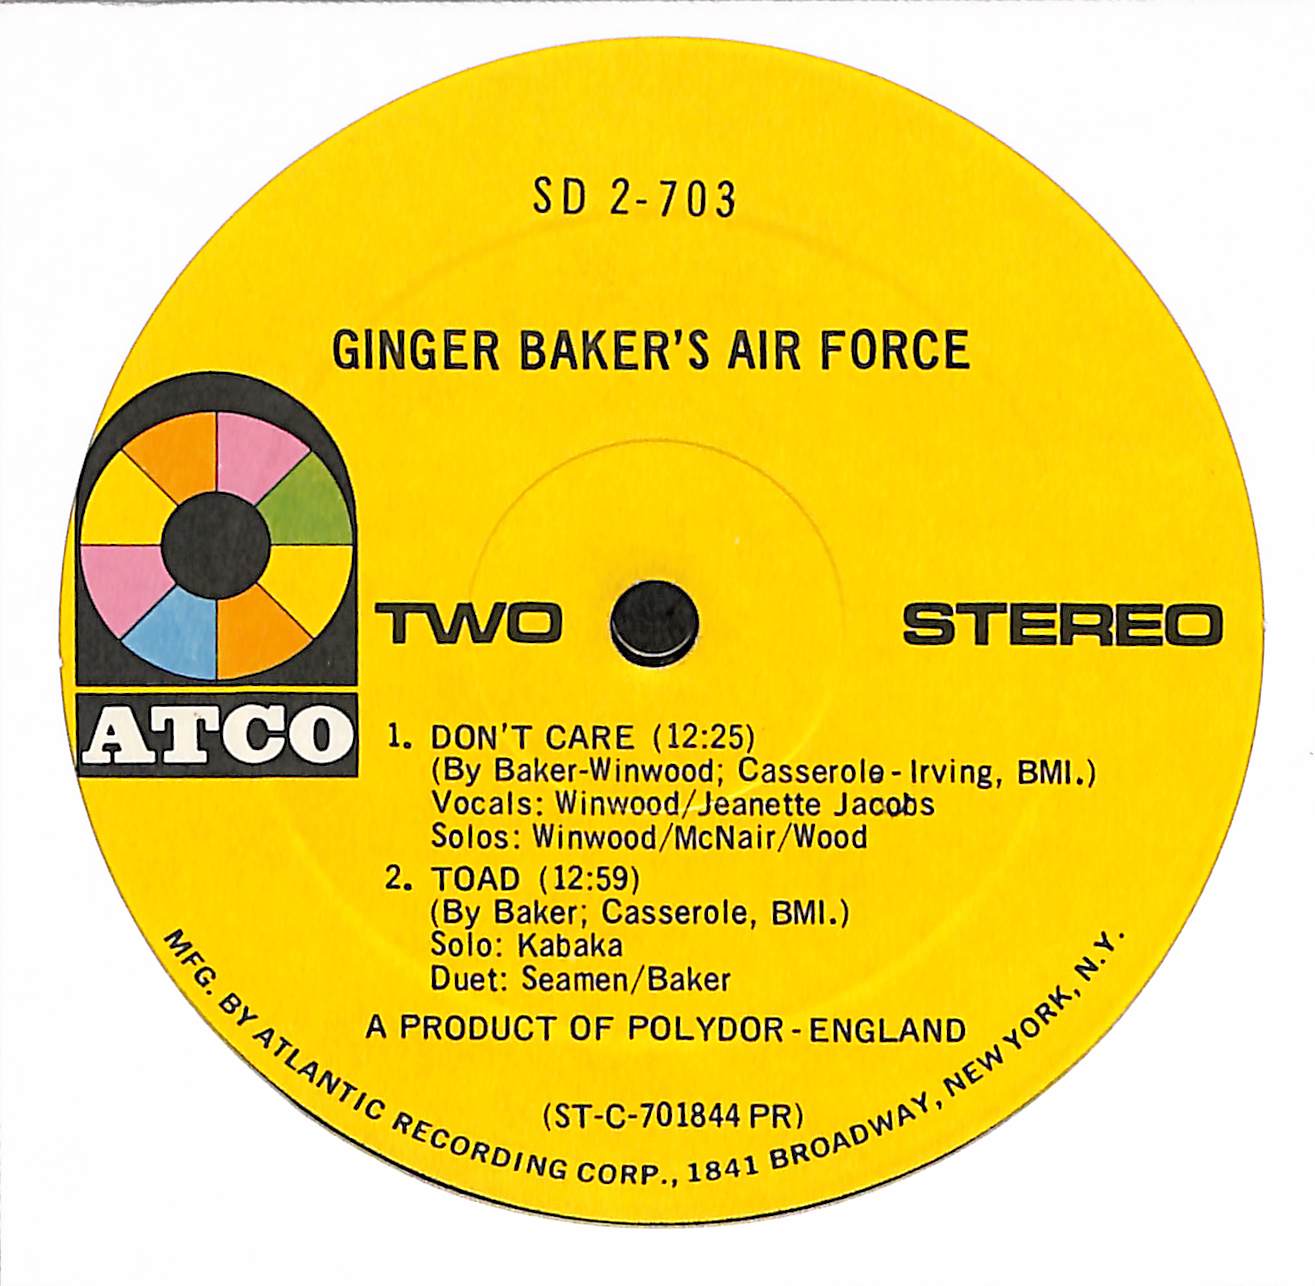 SD 2-703
GINGER BAKER'S AIR FORCE
TWO
STEREO
ATCO
1. DON'T CARE (12:25)
(By Baker-Winwood; Casserole - Irving, BMI.)
Vocals: Winwood/Jeanette Jacobs
Solos: Winwood/McNair/Wood
2. TOAD (12:59)
(By Baker; Casserole, BMI.)
Solo: Kabaka
Duet: Seamen/Baker
A PRODUCT OF POLYDOR - ENGLAND
(ST-C-701844 PR)
MFG. BY ATLANTIC RECORDING CORP., 1841 BROADWAY, NEW YORK, N.Y.